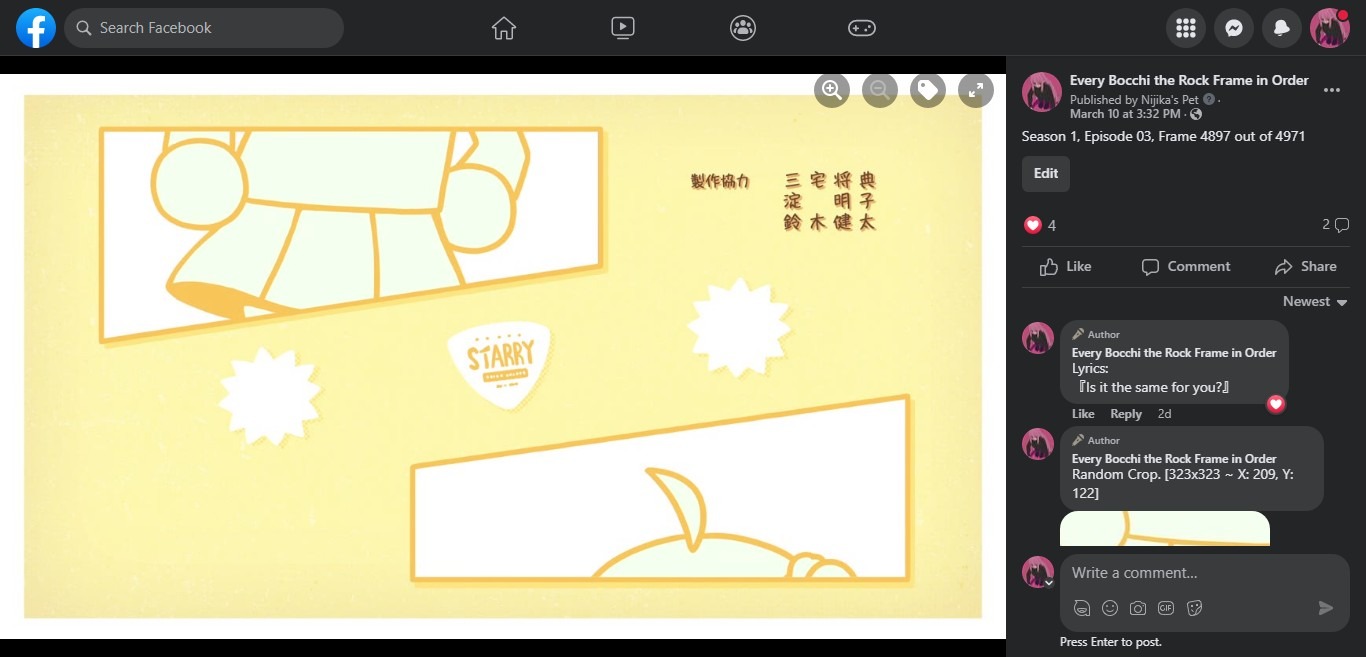 Search Facebook
製作協力 三宅将典
淀 明子
鈴木健太
STARRY
Every Bocchi the Rock Frame in Order
Published by Nijika's Pet ·
March 10 at 3:32 PM ·
Season 1, Episode 03, Frame 4897 out of 4971
Edit
4
2
Like
Comment
Share
Newest
Author
Every Bocchi the Rock Frame in Order
Lyrics:
『Is it the same for you?』
Like Reply 2d
Author
Every Bocchi the Rock Frame in Order
Random Crop. [323x323 ~ X: 209, Y:
122]
Write a comment...
GIF
Press Enter to post.